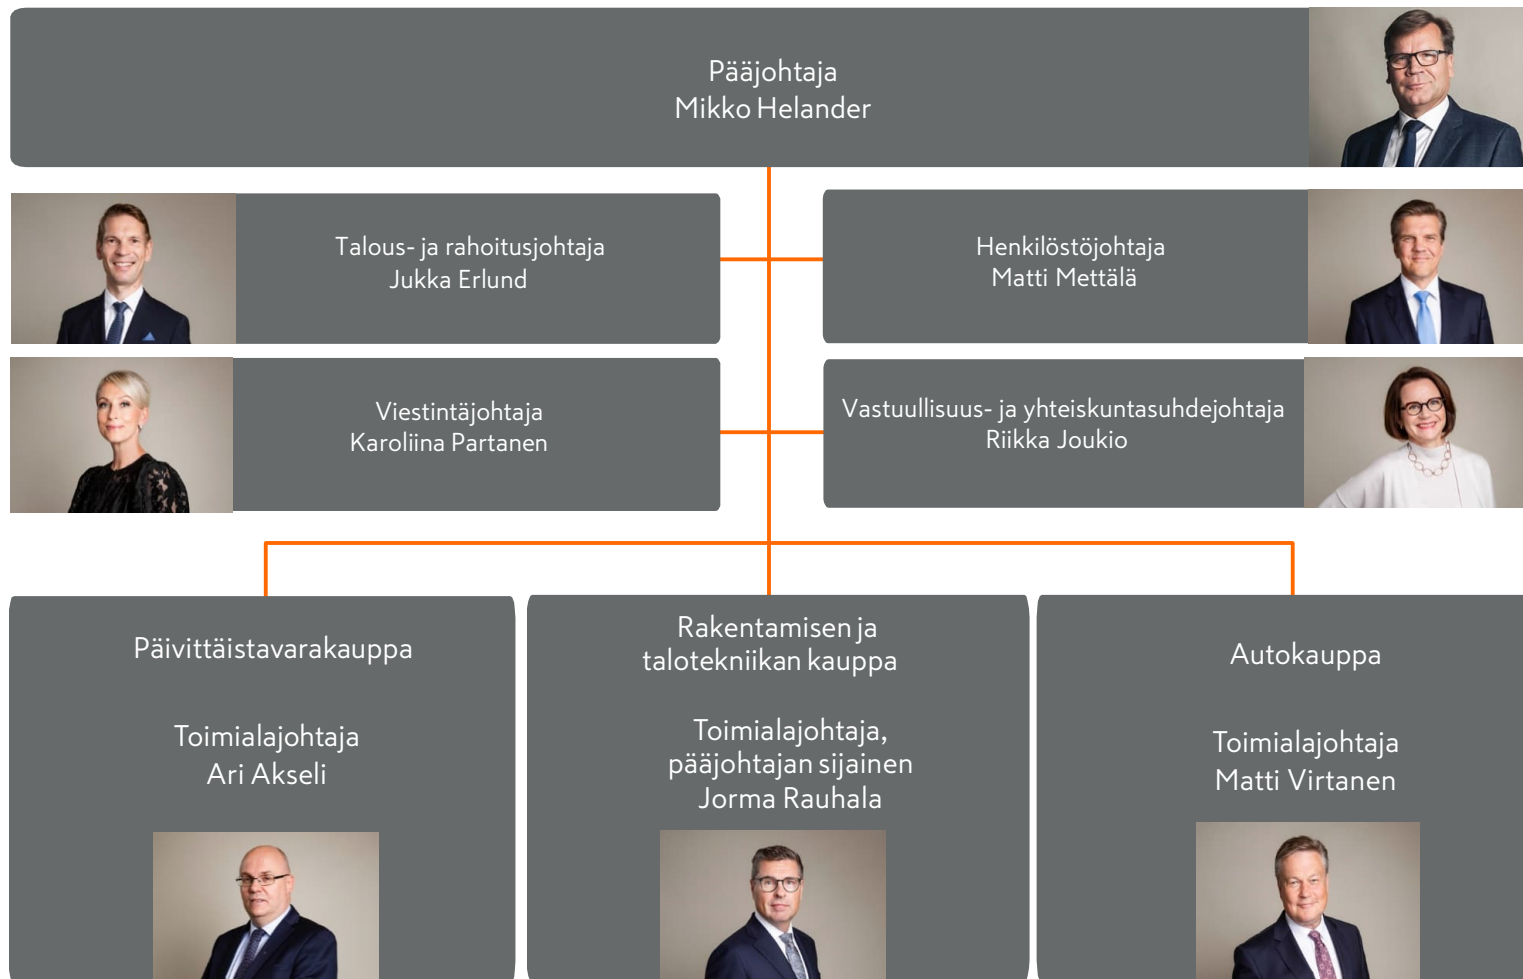 Pääjohtaja
Mikko Helander
Talous- ja rahoitusjohtaja
Jukka Erlund
Henkilöstöjohtaja
Matti Mettälä
Viestintäjohtaja
Karoliina Partanen
Vastuullisuus- ja yhteiskuntasuhdejohtaja
Riikka Joukio
Päivittäistavarakauppa
Toimialajohtaja
Ari Akseli
Rakentamisen ja
talotekniikan kauppa
Toimialajohtaja,
pääjohtajan sijainen
Jorma Rauhala
Autokauppa
Toimialajohtaja
Matti Virtanen